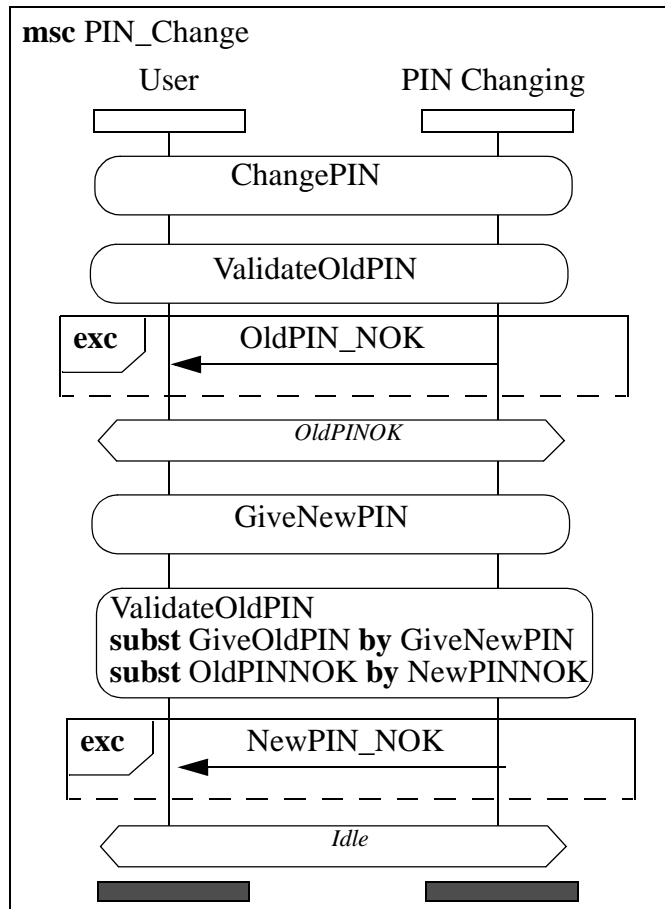 msc PIN_Change
User PIN Changing
ChangePIN
ValidateOldPIN
exc OldPIN_NOK
OldPINOK
GiveNewPIN
ValidateOldPIN
subst GiveOldPIN by GiveNewPIN
subst OldPINNOK by NewPINNOK
exc NewPIN_NOK
Idle